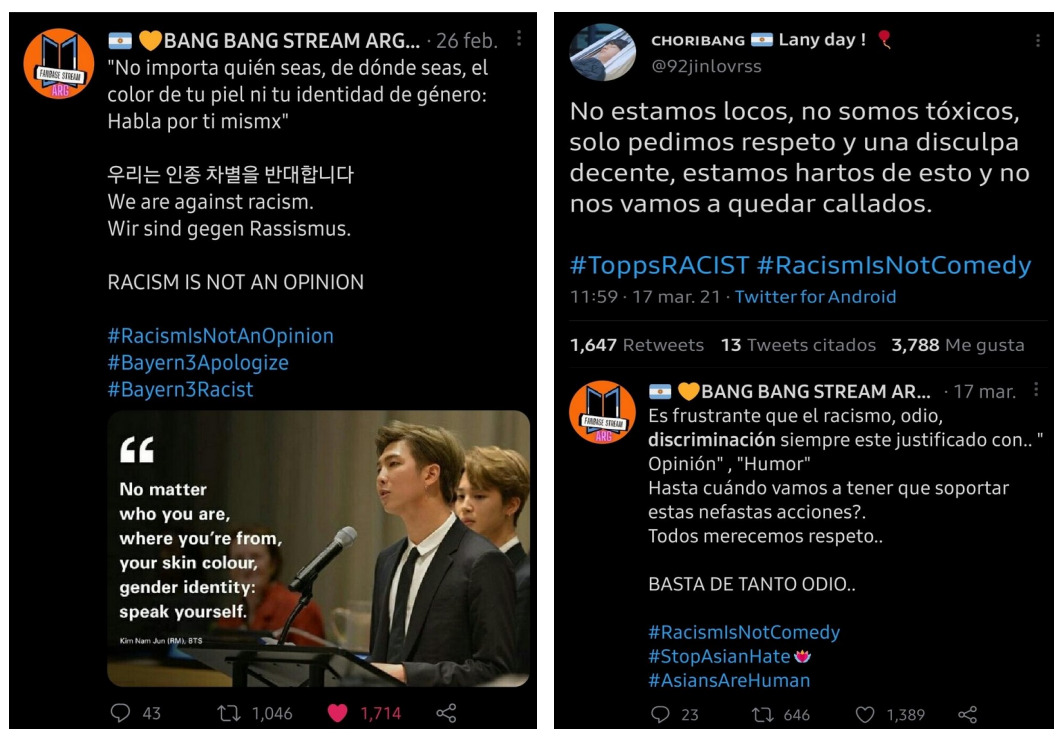 BANG BANG STREAM ARG... · 26 feb.
FANBASE STREAM
ARG
"No importa quién seas, de dónde seas, el
color de tu piel ni tu identidad de género:
Habla por ti mismx"
우리는 인종 차별을 반대합니다
We are against racism.
Wir sind gegen Rassismus.
RACISM IS NOT AN OPINION
#RacismIsNotAnOpinion
#Bayern3Apologize
#Bayern3Racist
“
No matter
who you are,
where you’re from,
your skin colour,
gender identity:
speak yourself.
Kim Nam Jun (RM), BTS
43 1,046 1,714
CHORIBANG Lany day !
@92jinlovrss
No estamos locos, no somos tóxicos,
solo pedimos respeto y una disculpa
decente, estamos hartos de esto y no
nos vamos a quedar callados.
#ToppsRACIST #RacismIsNotComedy
11:59 · 17 mar. 21 · Twitter for Android
1,647 Retweets 13 Tweets citados 3,788 Me gusta
BANG BANG STREAM AR... · 17 mar.
FANBASE STREAM
ARG
Es frustrante que el racismo, odio,
discriminación siempre este justificado con.. "
Opinión" , "Humor"
Hasta cuándo vamos a tener que soportar
estas nefastas acciones?.
Todos merecemos respeto..
BASTA DE TANTO ODIO..
#RacismIsNotComedy
#StopAsianHate
#AsiansAreHuman
23 646 1,389